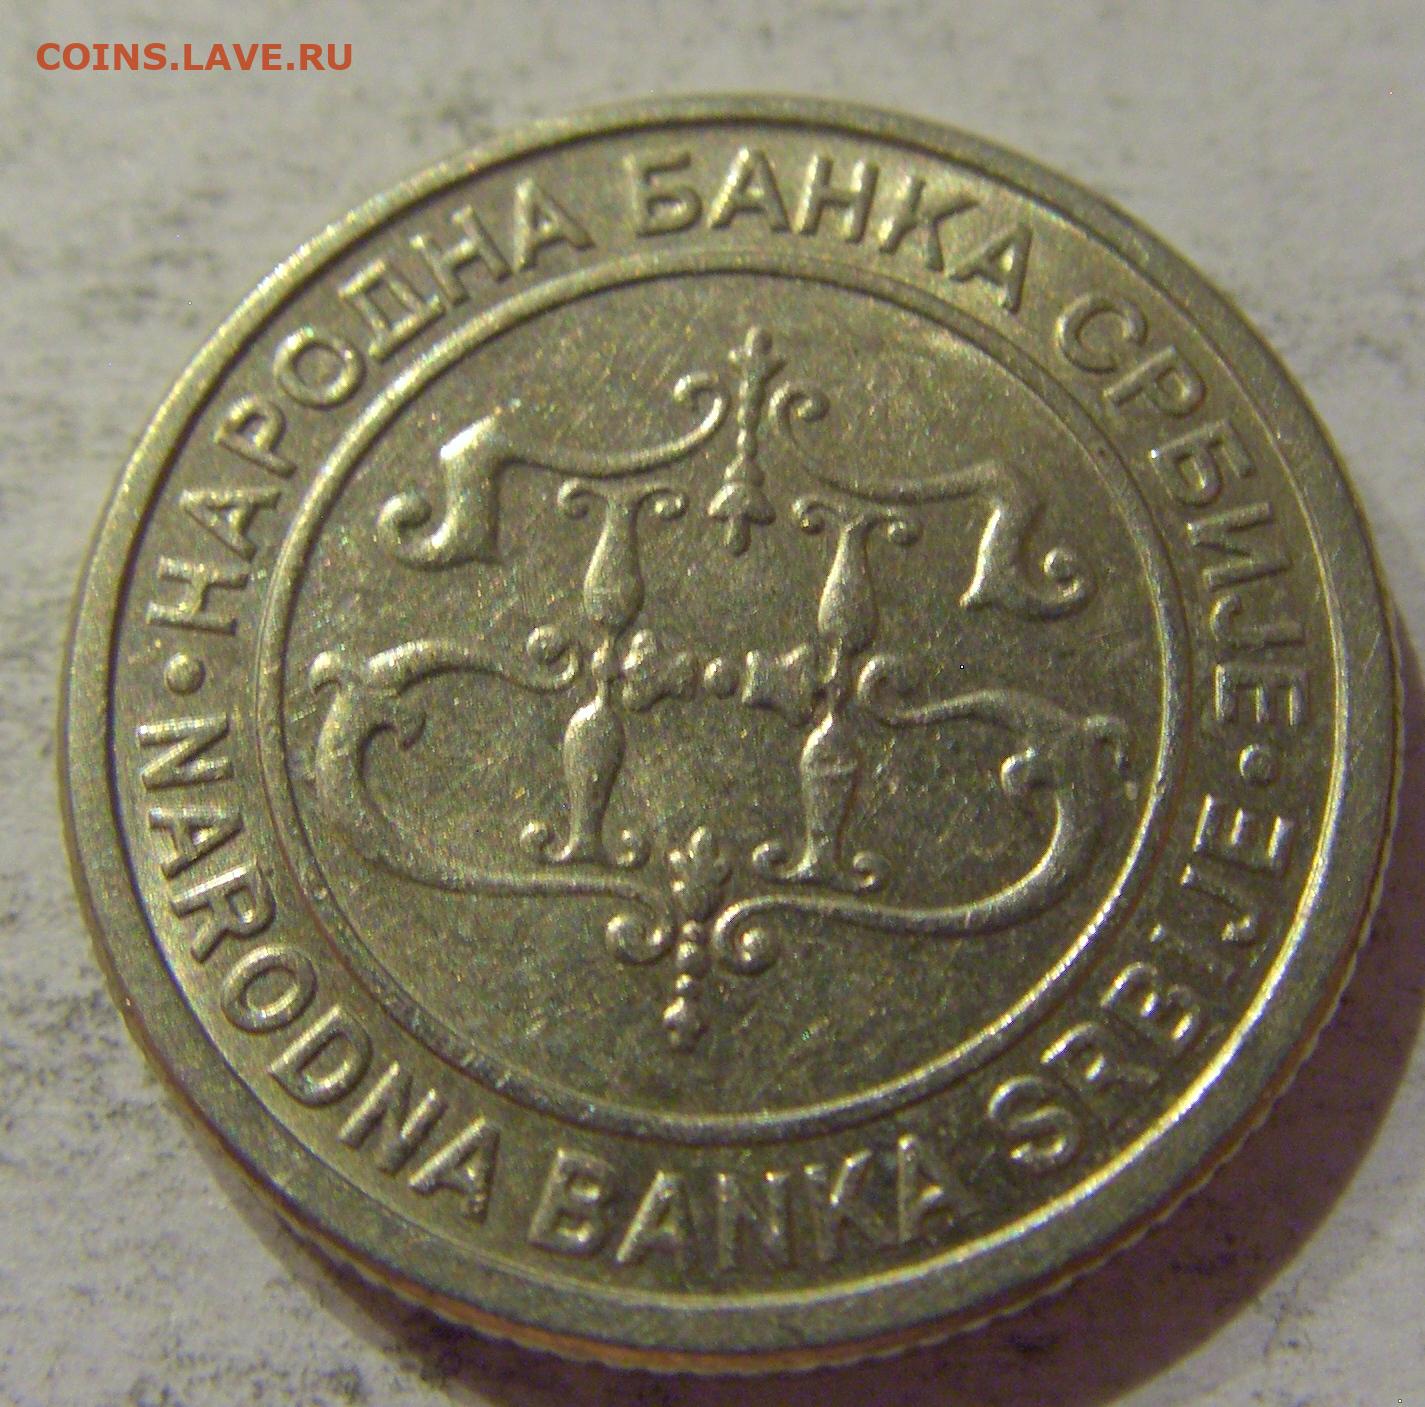 COINS.LAVE.RU
• НАРОДНА БАНКА СРБИЈЕ •
NARODNA BANKA SRBIJE